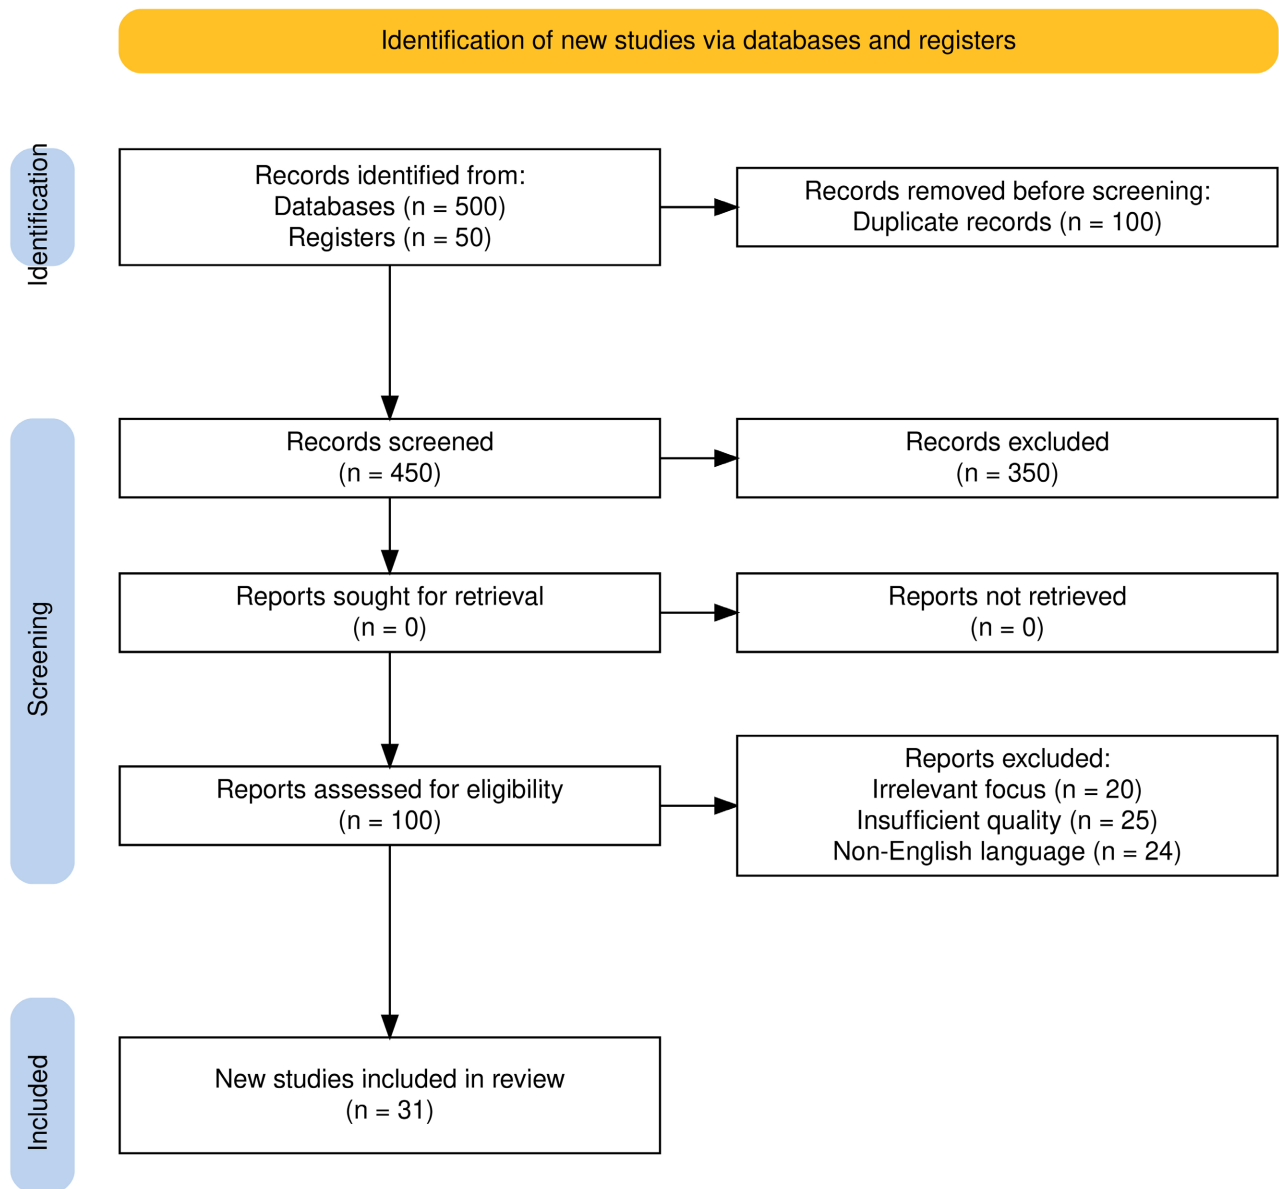 Identification of new studies via databases and registers
Identification
Records identified from:
Databases (n = 500)
Registers (n = 50)
Records removed before screening:
Duplicate records (n = 100)
Screening
Records screened
(n = 450)
Records excluded
(n = 350)
Reports sought for retrieval
(n = 0)
Reports not retrieved
(n = 0)
Reports assessed for eligibility
(n = 100)
Reports excluded:
Irrelevant focus (n = 20)
Insufficient quality (n = 25)
Non-English language (n = 24)
Included
New studies included in review
(n = 31)